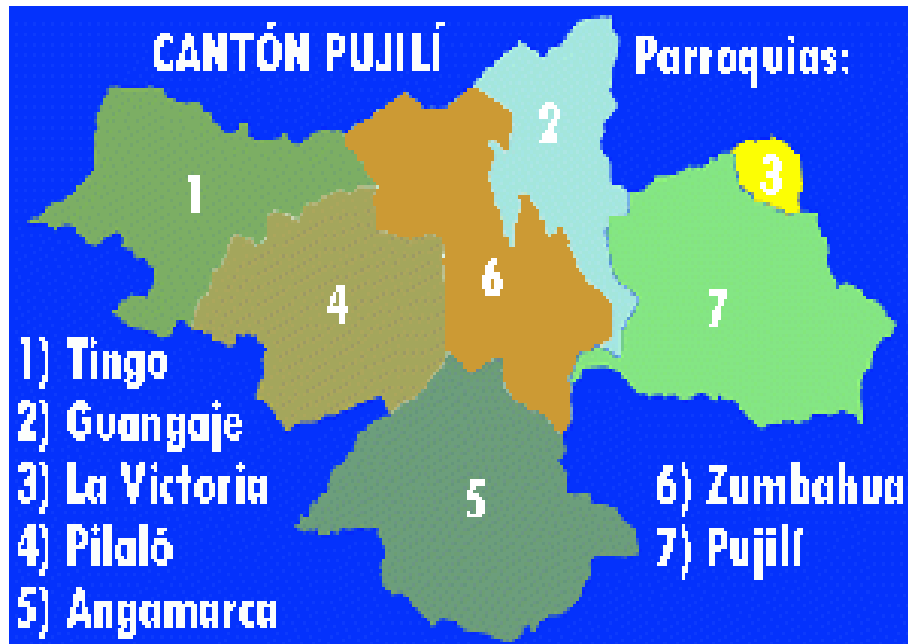 CANTÓN PUJILÍ
Parroquias:
2
3
1
6
4
7
5
1) Tingo
2) Guangaje
3) La Victoria
4) Pilaló
5) Angamarca
6) Zumbahua
7) Pujilí